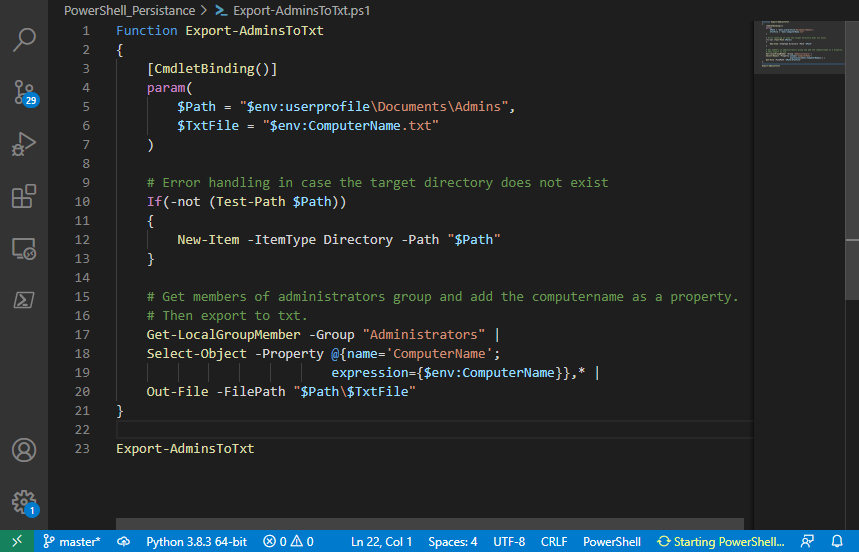 PowerShell_Persistance > Export-AdminsToTxt.ps1
1 Function Export-AdminsToTxt
2 {
3     [CmdletBinding()]
4     param(
5         $Path = "$env:userprofile\Documents\Admins",
6         $TxtFile = "$env:ComputerName.txt"
7     )
8
9     # Error handling in case the target directory does not exist
10     If(-not (Test-Path $Path))
11     {
12         New-Item -ItemType Directory -Path "$Path"
13     }
14
15     # Get members of administrators group and add the computername as a property.
16     # Then export to txt.
17     Get-LocalGroupMember -Group "Administrators" |
18     Select-Object -Property @{name='ComputerName';
19                             expression={$env:ComputerName}},* |
20     Out-File -FilePath "$Path\$TxtFile"
21 }
22
23 Export-AdminsToTxt
29
1
master* Python 3.8.3 64-bit 0 0 Ln 22, Col 1 Spaces: 4 UTF-8 CRLF PowerShell Starting PowerShell...